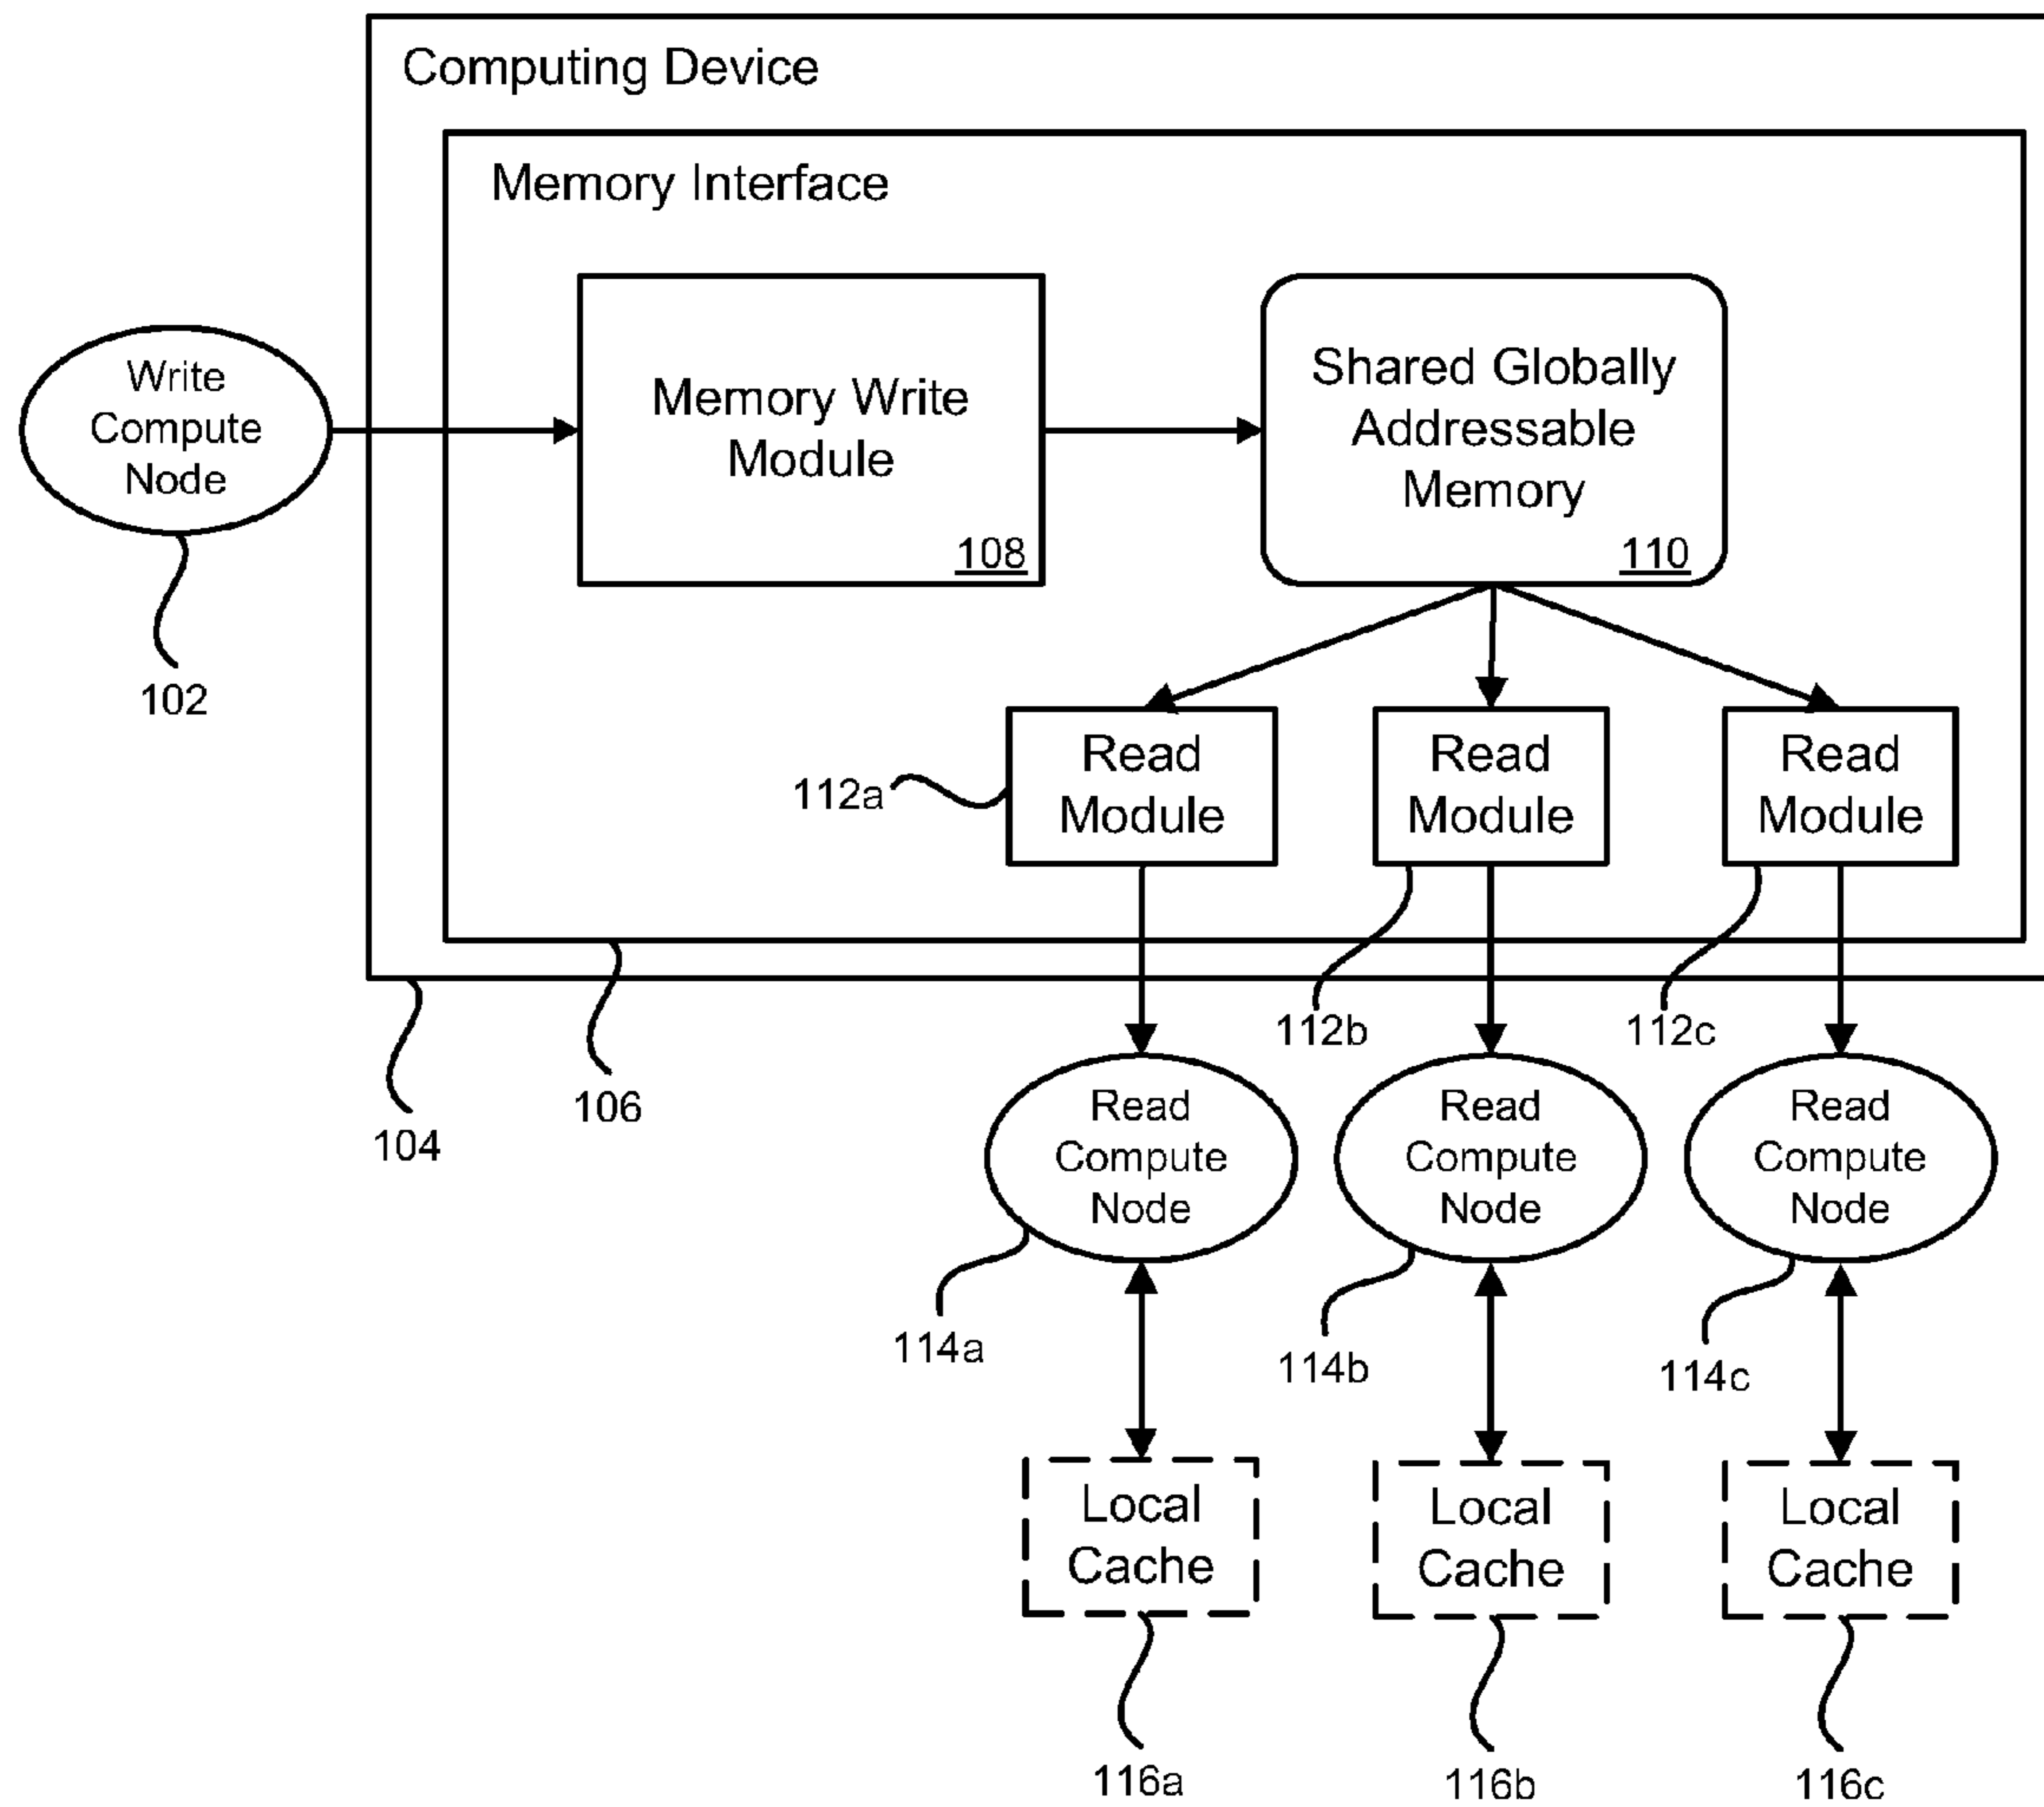 Computing Device
Memory Interface
Write
Compute
Node
102
Memory Write
Module
108
Shared Globally
Addressable
Memory
110
112a
Read
Module
Read
Module
Read
Module
112b
112c
104
106
Read
Compute
Node
Read
Compute
Node
Read
Compute
Node
114a
114b
114c
Local
Cache
Local
Cache
Local
Cache
116a
116b
116c